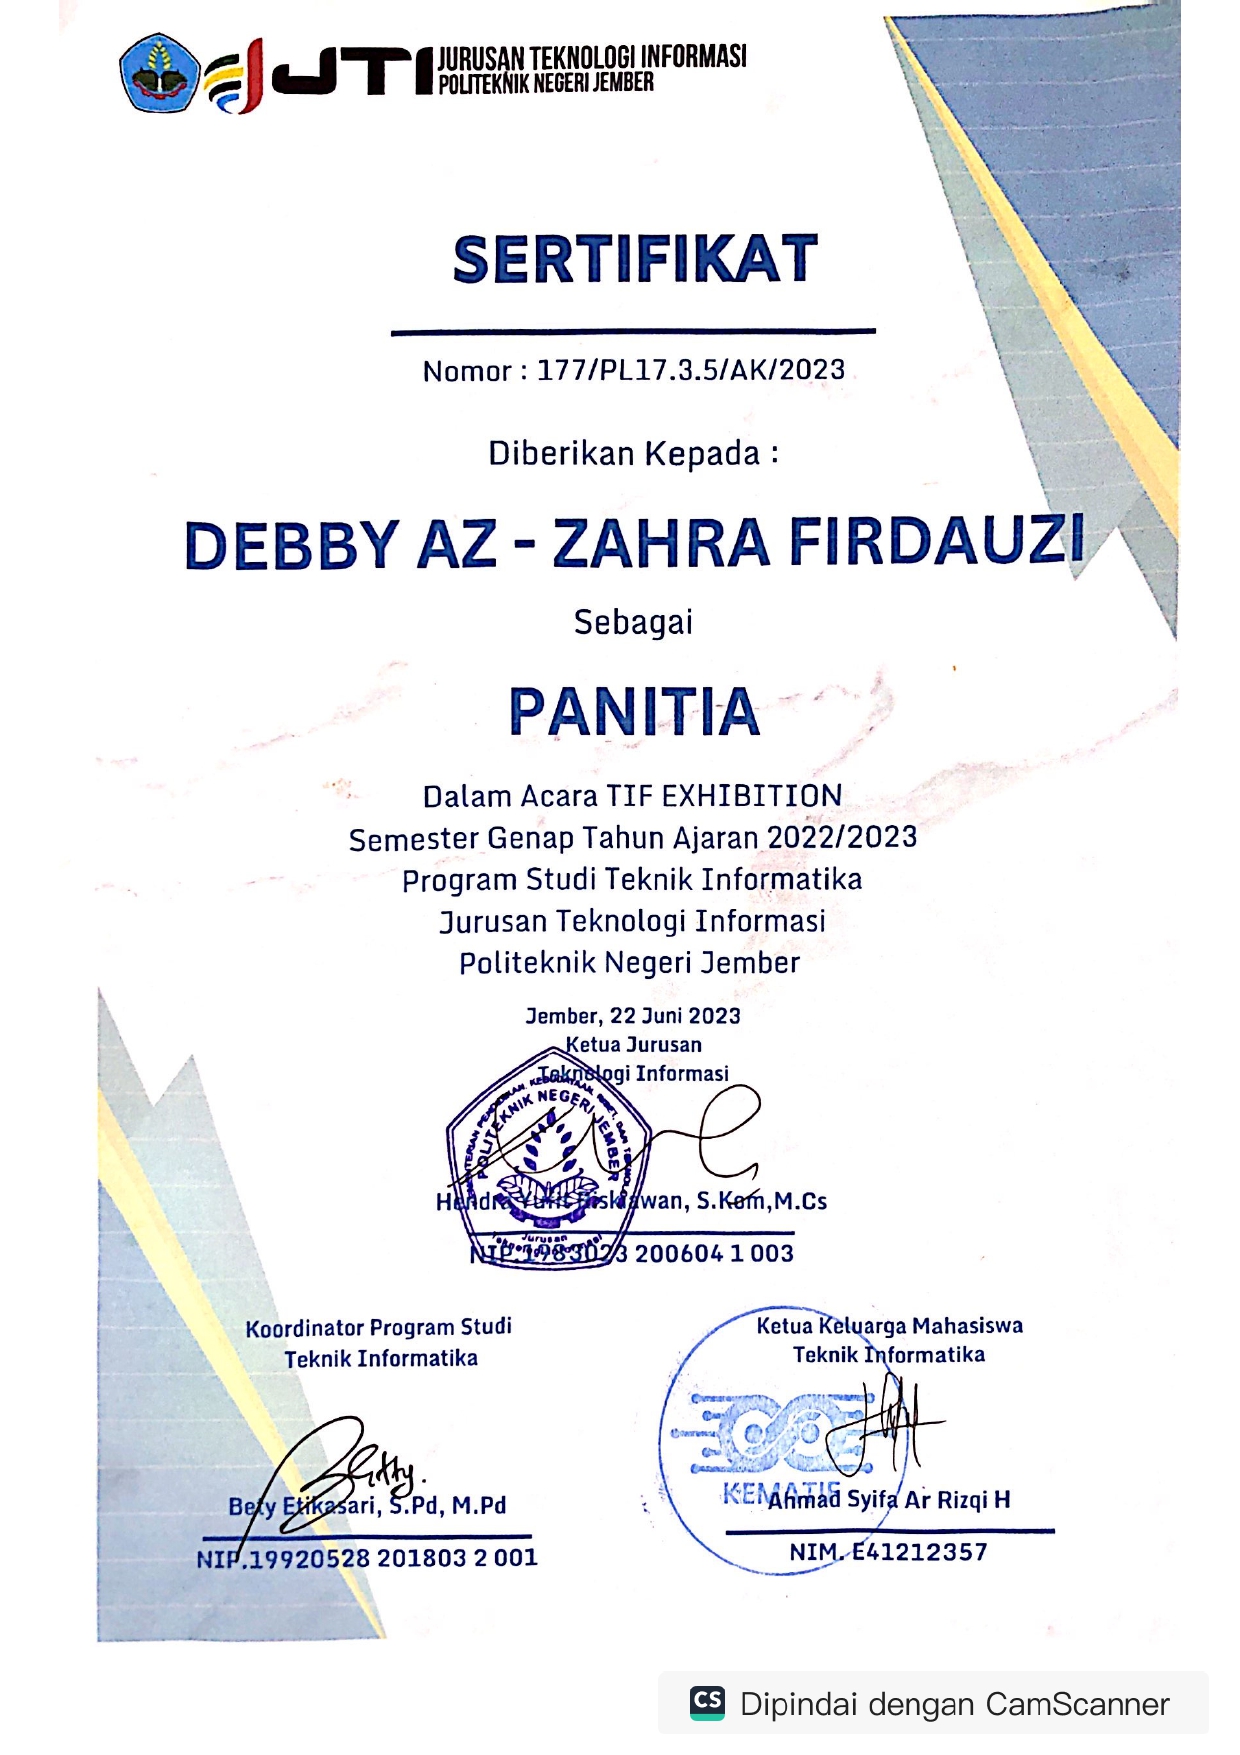 JTI JURUSAN TEKNOLOGI INFORMASI
POLITEKNIK NEGERI JEMBER
SERTIFIKAT
Nomor : 177/PL17.3.5/AK/2023
Diberikan Kepada :
DEBBY AZ - ZAHRA FIRDAUZI
Sebagai
PANITIA
Dalam Acara TIF EXHIBITION
Semester Genap Tahun Ajaran 2022/2023
Program Studi Teknik Informatika
Jurusan Teknologi Informasi
Politeknik Negeri Jember
Jember, 22 Juni 2023
Ketua Jurusan
Teknologi Informasi
POLITEKNIK NEGERI JEMBER
Jurusan
Teknologi Informasi
Hendra Yufit Riskiawan, S.Kom,M.Cs
200604 1 003
Koordinator Program Studi
Teknik Informatika
Betty.
Bety Etikasari, S.Pd, M.Pd
NIP.19920528 201803 2 001
Ketua Keluarga Mahasiswa
Teknik Informatika
KEMATIF
Ahmad Syifa Ar Rizqi H
NIM. E41212357
CS Dipindai dengan CamScanner